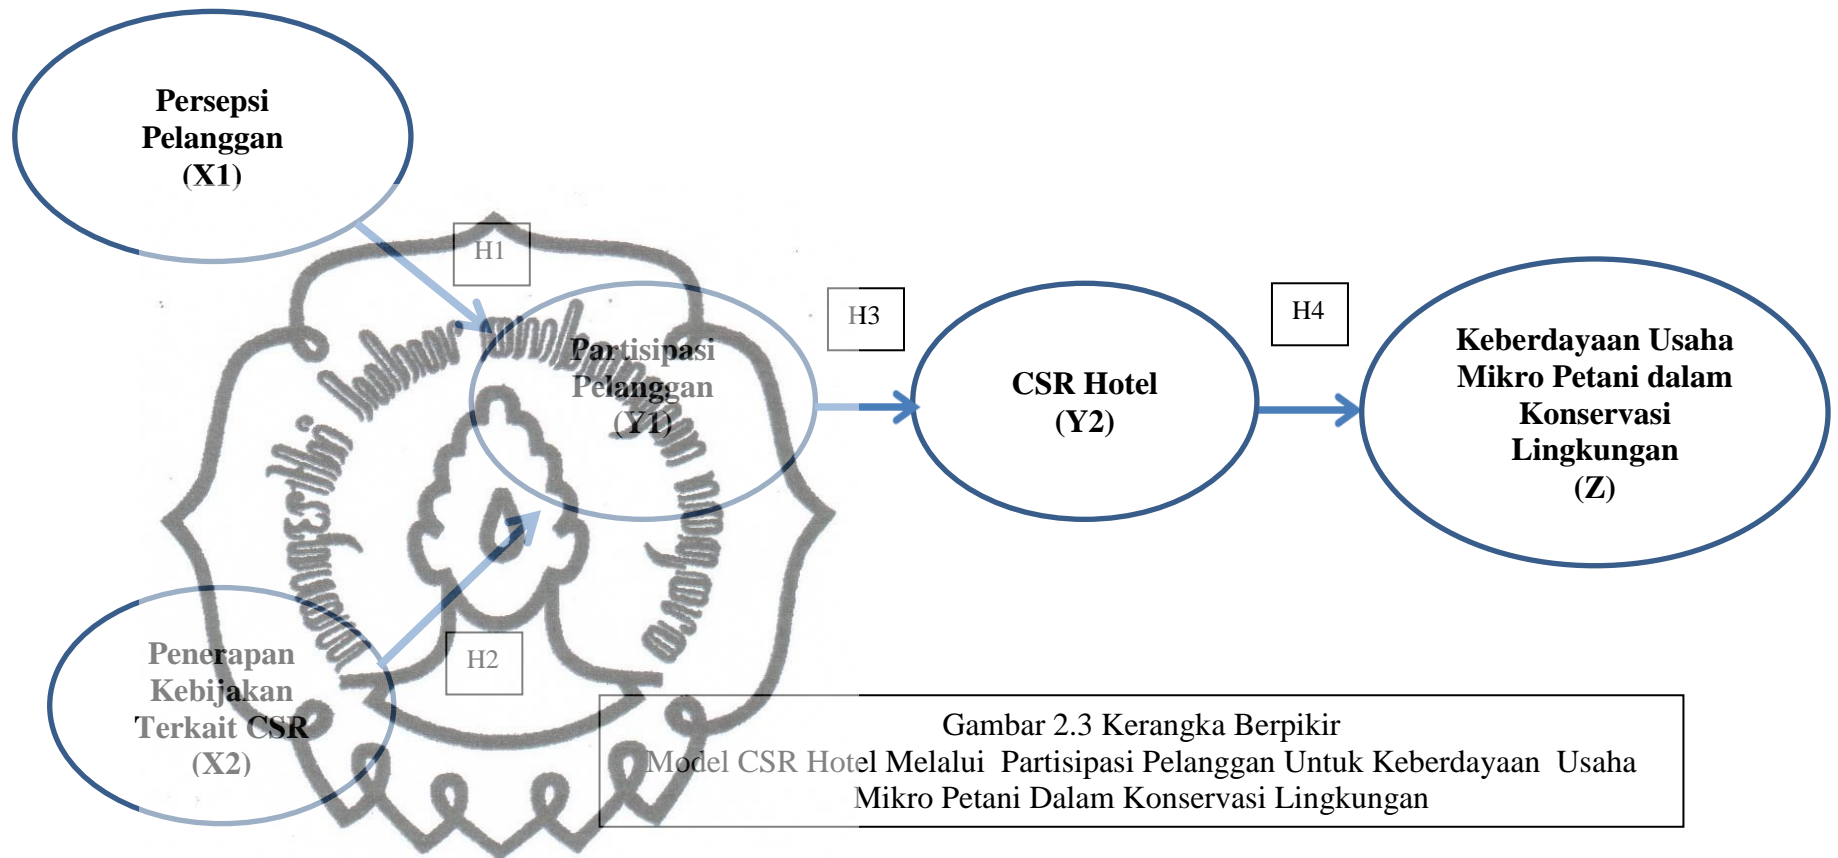 Persepsi
Pelanggan
(X1)
H1
Partisipasi
Pelanggan
(Y1)
H3
CSR Hotel
(Y2)
H4
Keberdayaan Usaha
Mikro Petani dalam
Konservasi
Lingkungan
(Z)
H2
Penerapan
Kebijakan
Terkait CSR
(X2)
Gambar 2.3 Kerangka Berpikir
Model CSR Hotel Melalui Partisipasi Pelanggan Untuk Keberdayaan Usaha
Mikro Petani Dalam Konservasi Lingkungan